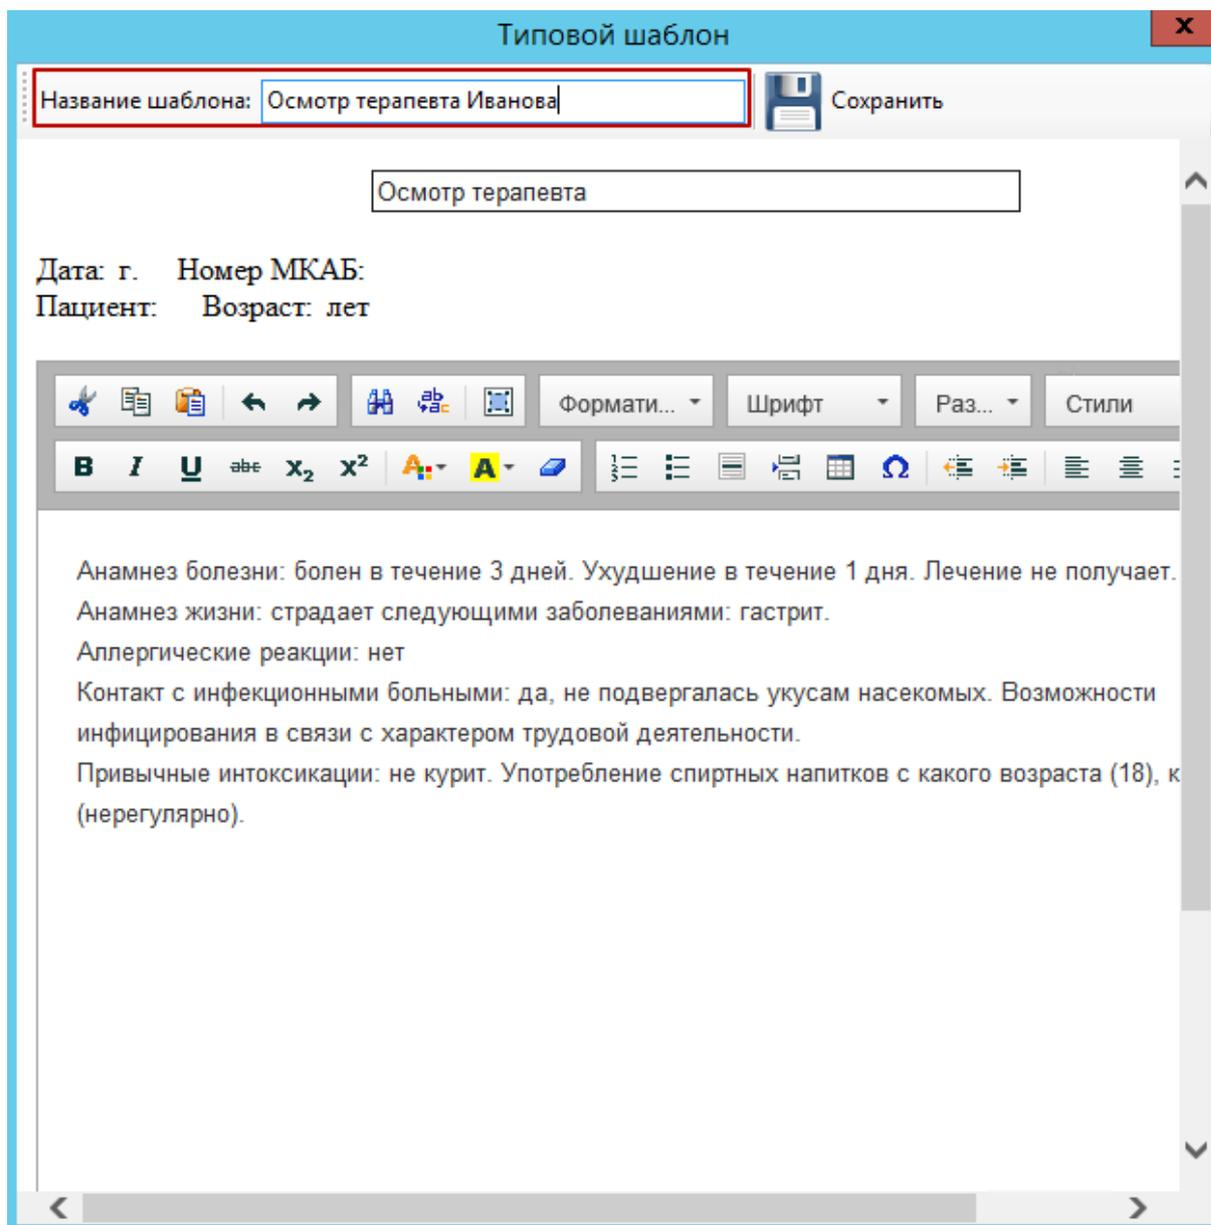 Типовой шаблон
x
Название шаблона: Осмотр терапевта Иванова
Сохранить
Осмотр терапевта
Дата: г. Номер МКАБ:
Пациент: Возраст: лет
Формати... Шрифт Раз... Стили
B I U abc X₂ X² A A Ω
Анамнез болезни: болен в течение 3 дней. Ухудшение в течение 1 дня. Лечение не получает.
Анамнез жизни: страдает следующими заболеваниями: гастрит.
Аллергические реакции: нет
Контакт с инфекционными больными: да, не подвергалась укусам насекомых. Возможности
инфицирования в связи с характером трудовой деятельности.
Привычные интоксикации: не курит. Употребление спиртных напитков с какого возраста (18), к
(нерегулярно).